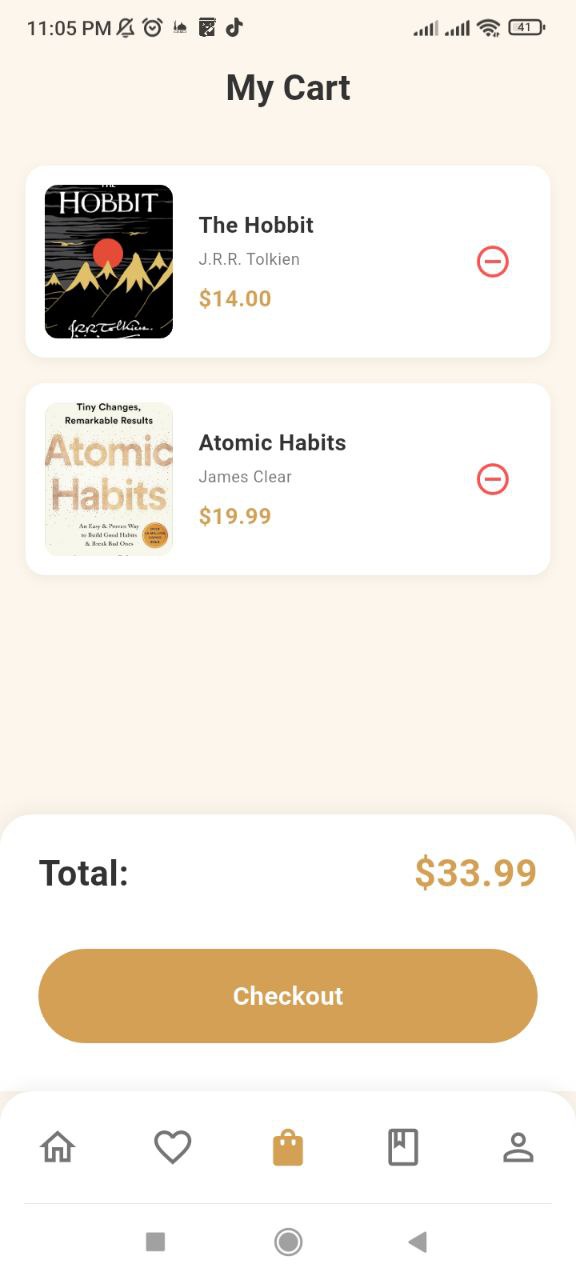 11:05 PM
41
My Cart
THE
HOBBIT
The Hobbit
J.R.R. Tolkien
$14.00
Tiny Changes,
Remarkable Results
Atomic
Habits
An Easy & Proven Way
to Build Good Habits
& Break Bad Ones
Atomic Habits
James Clear
$19.99
Total:
$33.99
Checkout